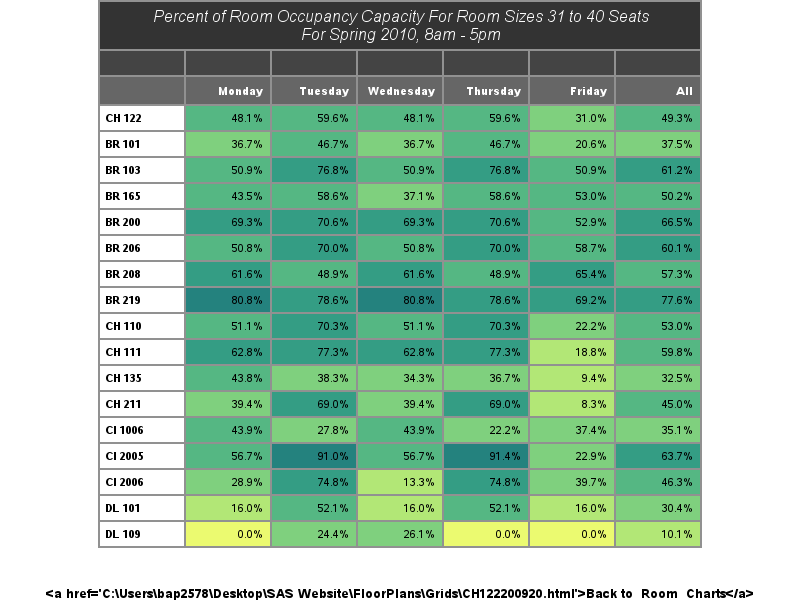 Percent of Room Occupancy Capacity For Room Sizes 31 to 40 Seats
For Spring 2010, 8am - 5pm
Monday Tuesday Wednesday Thursday Friday All
CH 122 48.1% 59.6% 48.1% 59.6% 31.0% 49.3%
BR 101 36.7% 46.7% 36.7% 46.7% 20.6% 37.5%
BR 103 50.9% 76.8% 50.9% 76.8% 50.9% 61.2%
BR 165 43.5% 58.6% 37.1% 58.6% 53.0% 50.2%
BR 200 69.3% 70.6% 69.3% 70.6% 52.9% 66.5%
BR 206 50.8% 70.0% 50.8% 70.0% 58.7% 60.1%
BR 208 61.6% 48.9% 61.6% 48.9% 65.4% 57.3%
BR 219 80.8% 78.6% 80.8% 78.6% 69.2% 77.6%
CH 110 51.1% 70.3% 51.1% 70.3% 22.2% 53.0%
CH 111 62.8% 77.3% 62.8% 77.3% 18.8% 59.8%
CH 135 43.8% 38.3% 34.3% 36.7% 9.4% 32.5%
CH 211 39.4% 69.0% 39.4% 69.0% 8.3% 45.0%
CI 1006 43.9% 27.8% 43.9% 22.2% 37.4% 35.1%
CI 2005 56.7% 91.0% 56.7% 91.4% 22.9% 63.7%
CI 2006 28.9% 74.8% 13.3% 74.8% 39.7% 46.3%
DL 101 16.0% 52.1% 16.0% 52.1% 16.0% 30.4%
DL 109 0.0% 24.4% 26.1% 0.0% 0.0% 10.1%
<a href='C:\Users\bap2578\Desktop\SAS Website\FloorPlans\Grids\CH122200920.html'>Back to Room Charts</a>